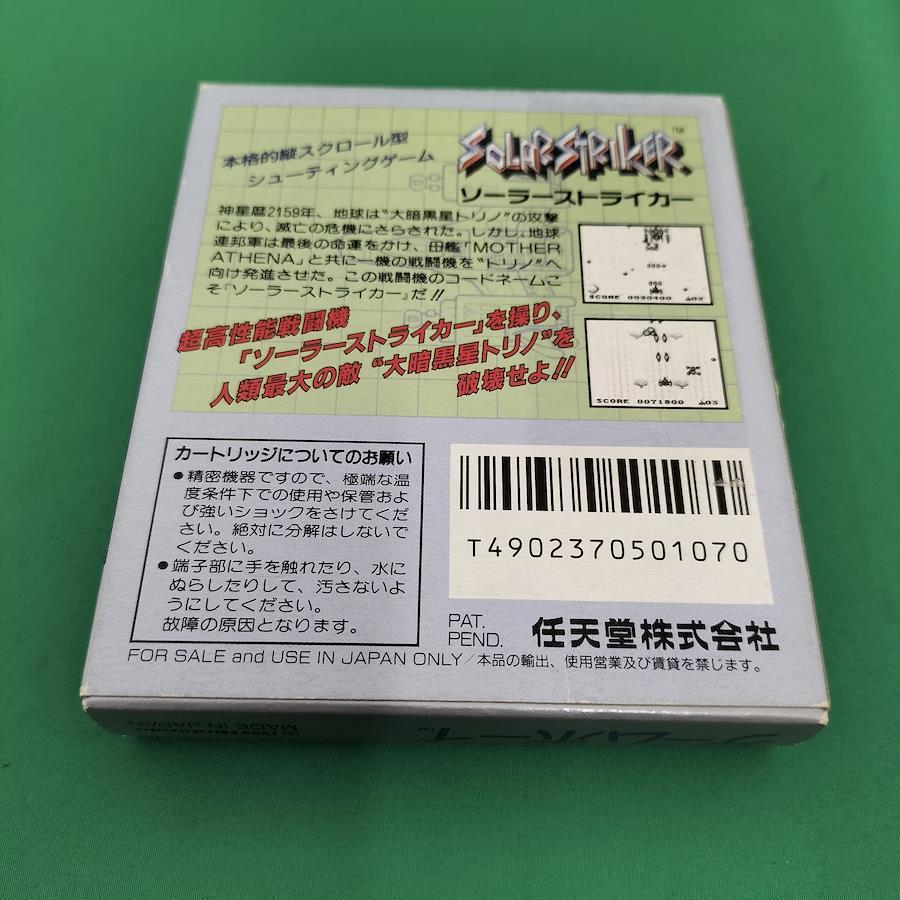 本格的縦スクロール型
シューティングゲーム
SOLARSTRIKER™
ソーラーストライカー
神星暦2159年、地球は"大暗黒星トリノ"の攻撃
により、滅亡の危機にさらされた。しかし、地球
連邦軍は最後の命運をかけ、母艦「MOTHER
ATHENA」と共に一機の戦闘機を"トリノ"へ
向け発進させた。この戦闘機のコードネームこ
そ『ソーラーストライカー』だ!!
SCORE 0030400 02
超高性能戦闘機
「ソーラーストライカー」を操り、
人類最大の敵"大暗黒星トリノ"を
破壊せよ!!
SCORE 0071800 03
カートリッジについてのお願い
●精密機器ですので、極端な温
度条件下での使用や保管およ
び強いショックをさけてくだ
さい。絶対に分解はしないで
ください。
●端子部に手を触れたり、水に
ぬらしたりして、汚さないよ
うにしてください。
故障の原因となります。
T4902370501070
PAT.
PEND.
任天堂株式会社
FOR SALE and USE IN JAPAN ONLY/本品の輸出、使用営業及び賃貸を禁じます。
MADE IN JAPAN
ゲームボーイ™